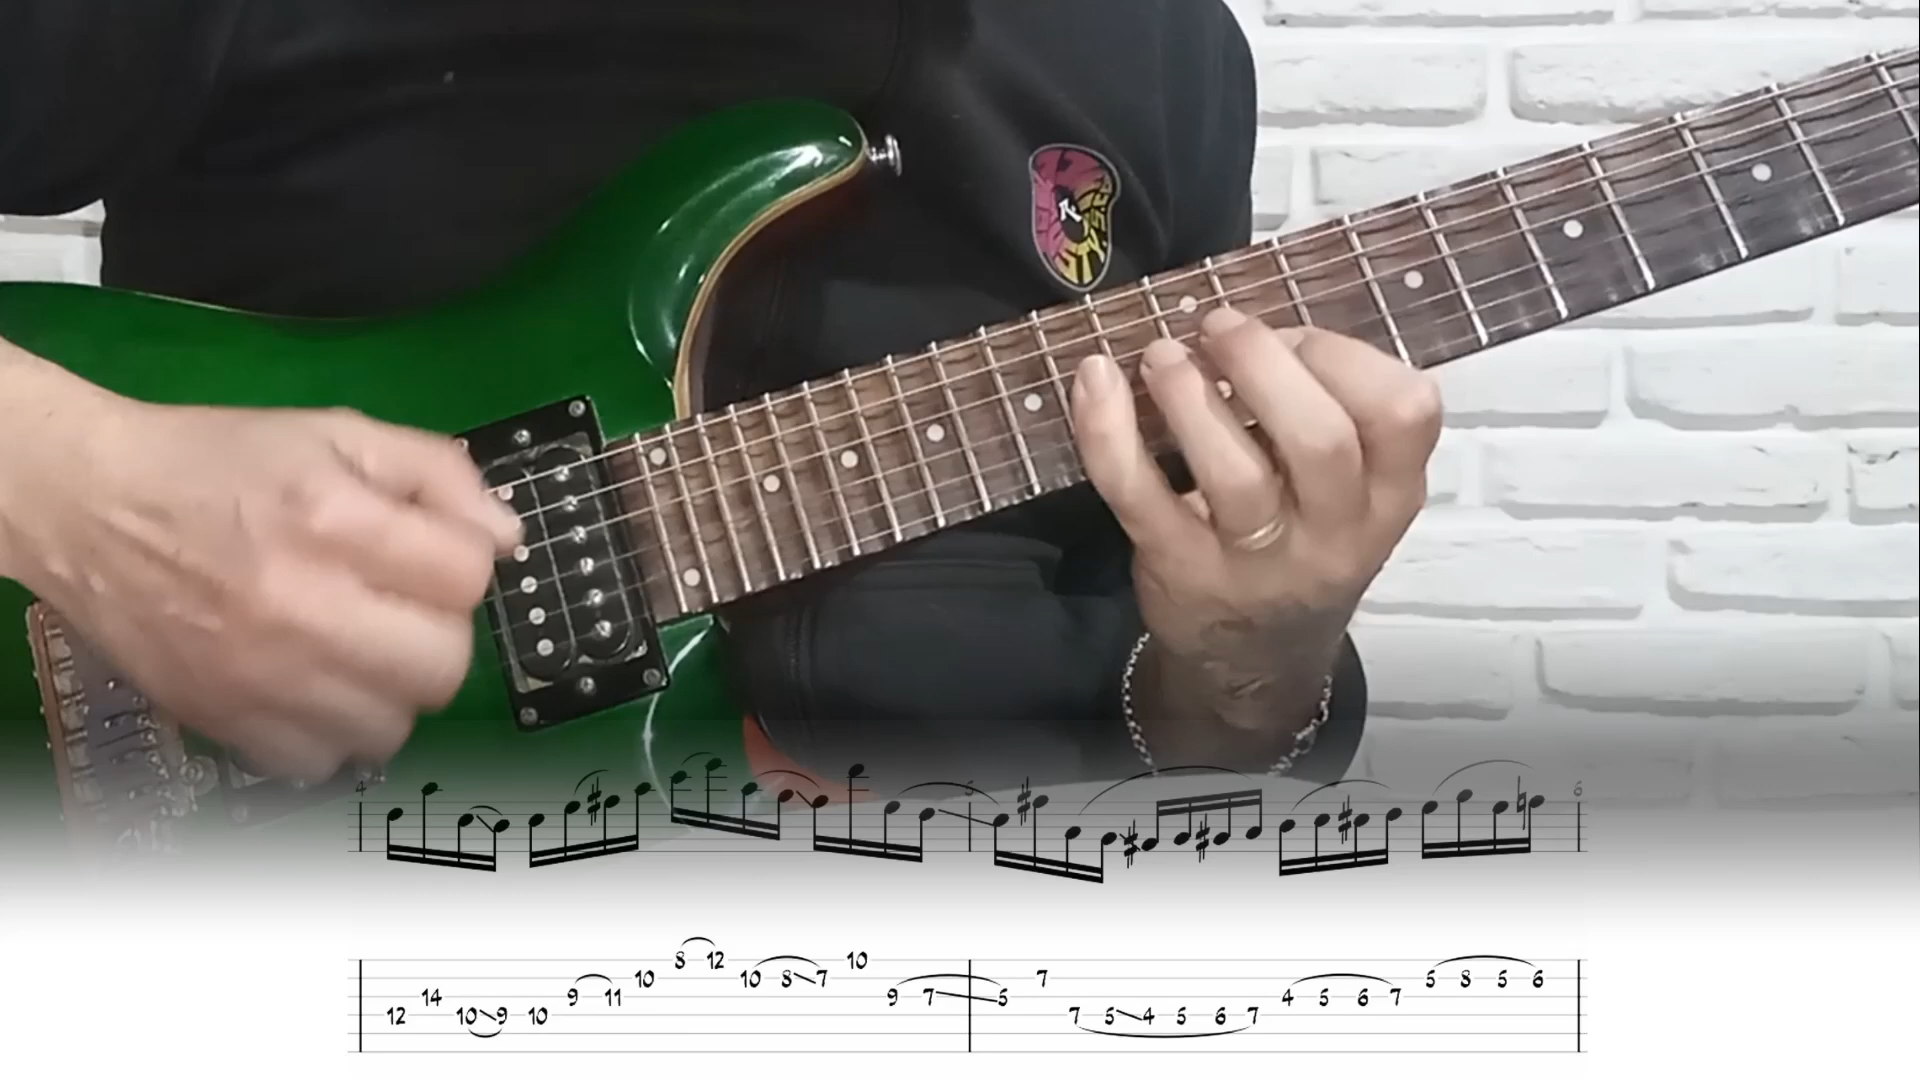 4 5 6
8 12 10
10 10 8 7 7 5 8 5 6
14 9 11 9 7 5 4 5 6 7
12 10 9 10 7 5 4 5 6 7